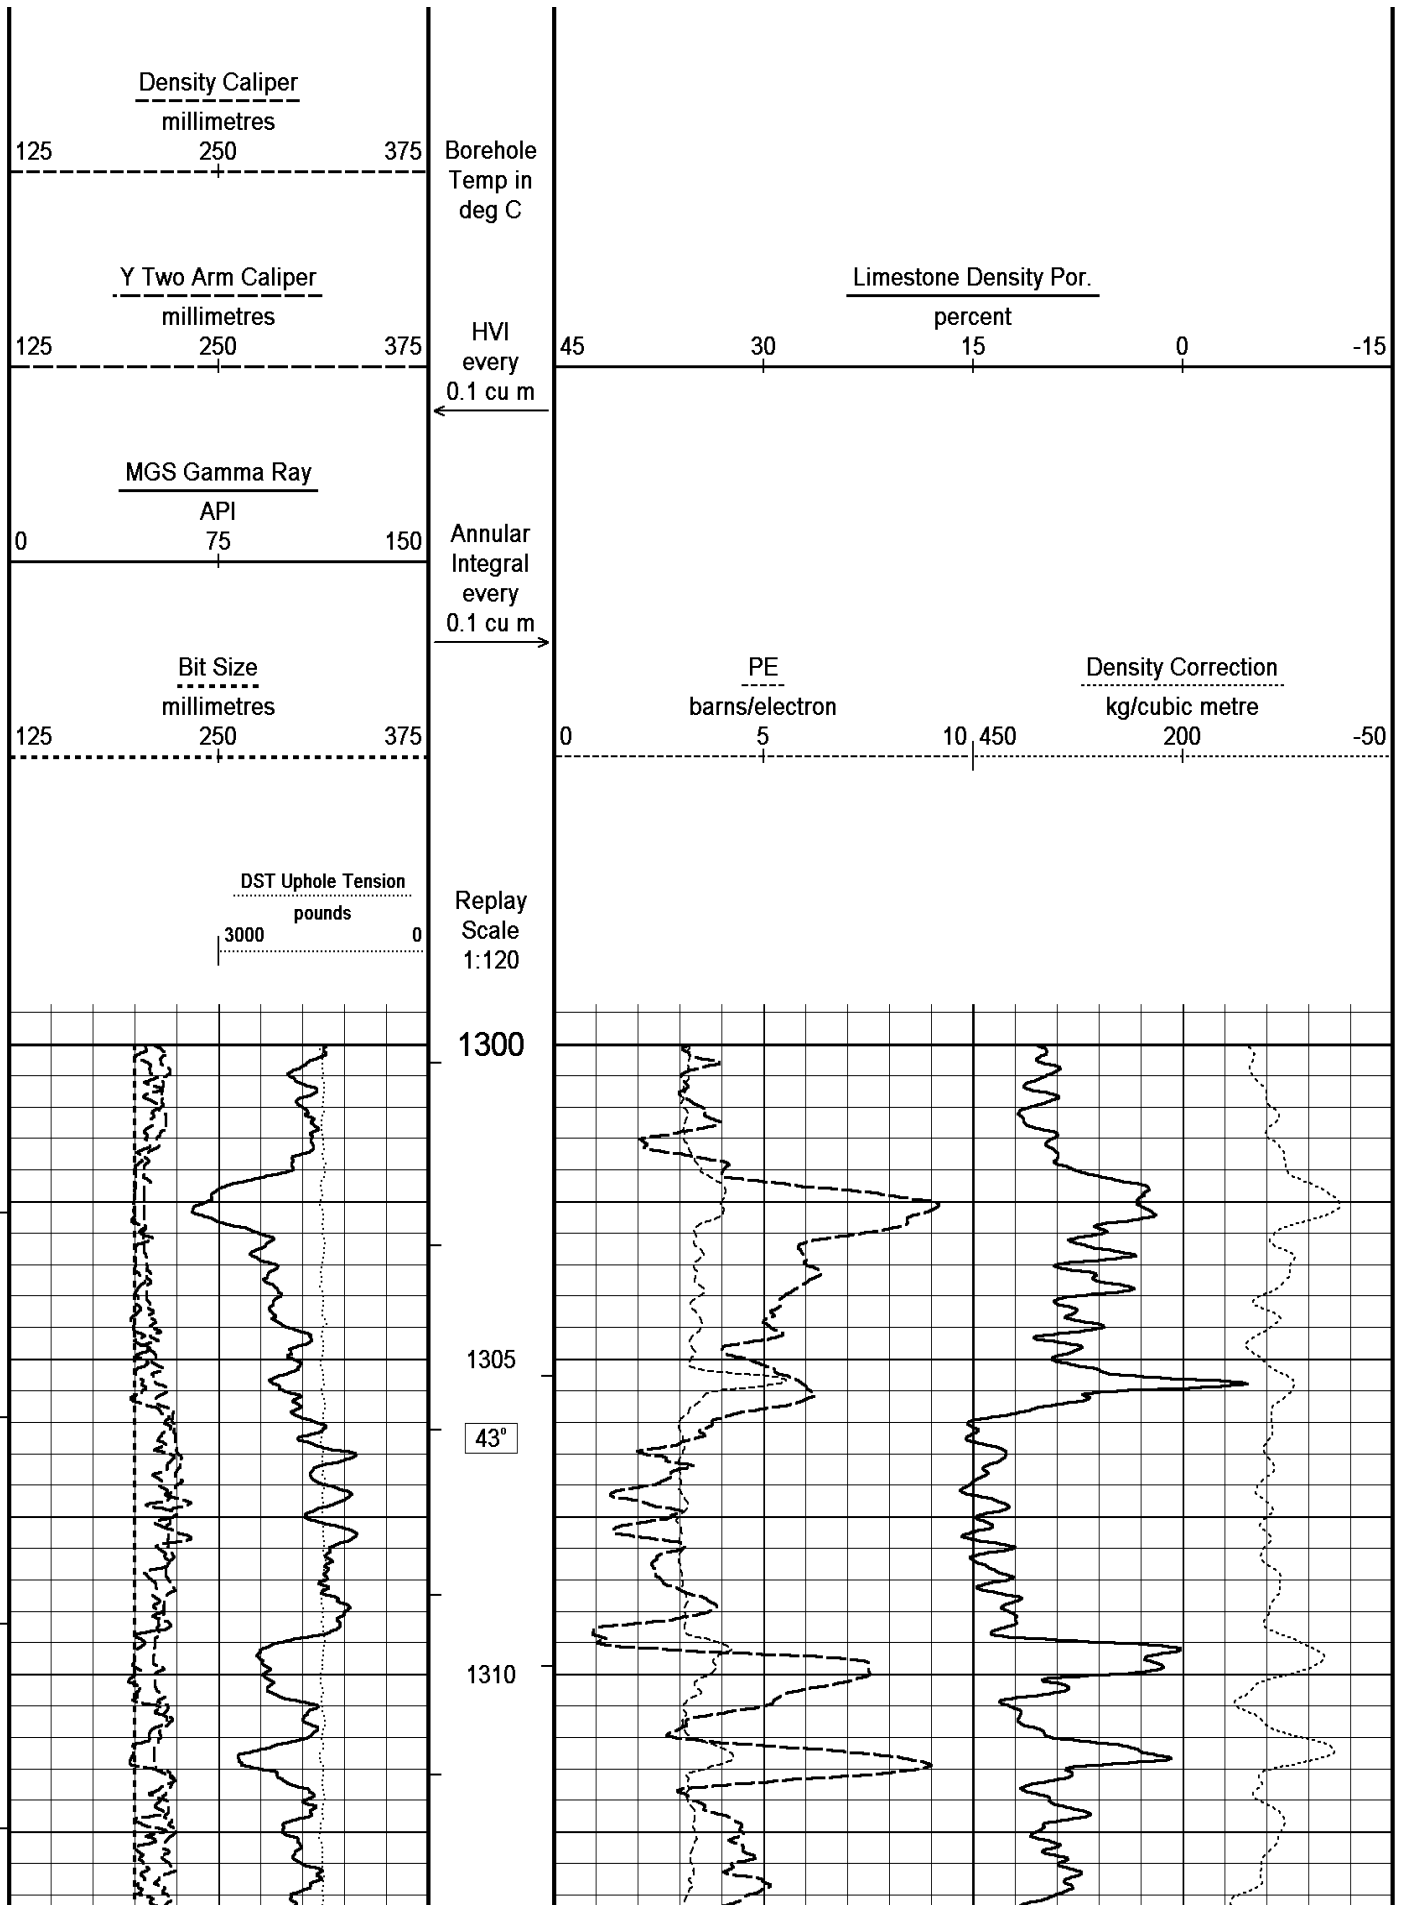 Density Caliper
millimetres
125 250 375
Y Two Arm Caliper
millimetres
125 250 375
MGS Gamma Ray
API
0 75 150
Bit Size
millimetres
125 250 375
DST Uphole Tension
pounds
3000 0
Borehole
Temp in
deg C
HVI
every
0.1 cu m
Annular
Integral
every
0.1 cu m
Replay
Scale
1:120
Limestone Density Por.
percent
45 30 15 0 -15
PE
barns/electron
0 5 10
Density Correction
kg/cubic metre
450 200 -50
1300
1305
43°
1310